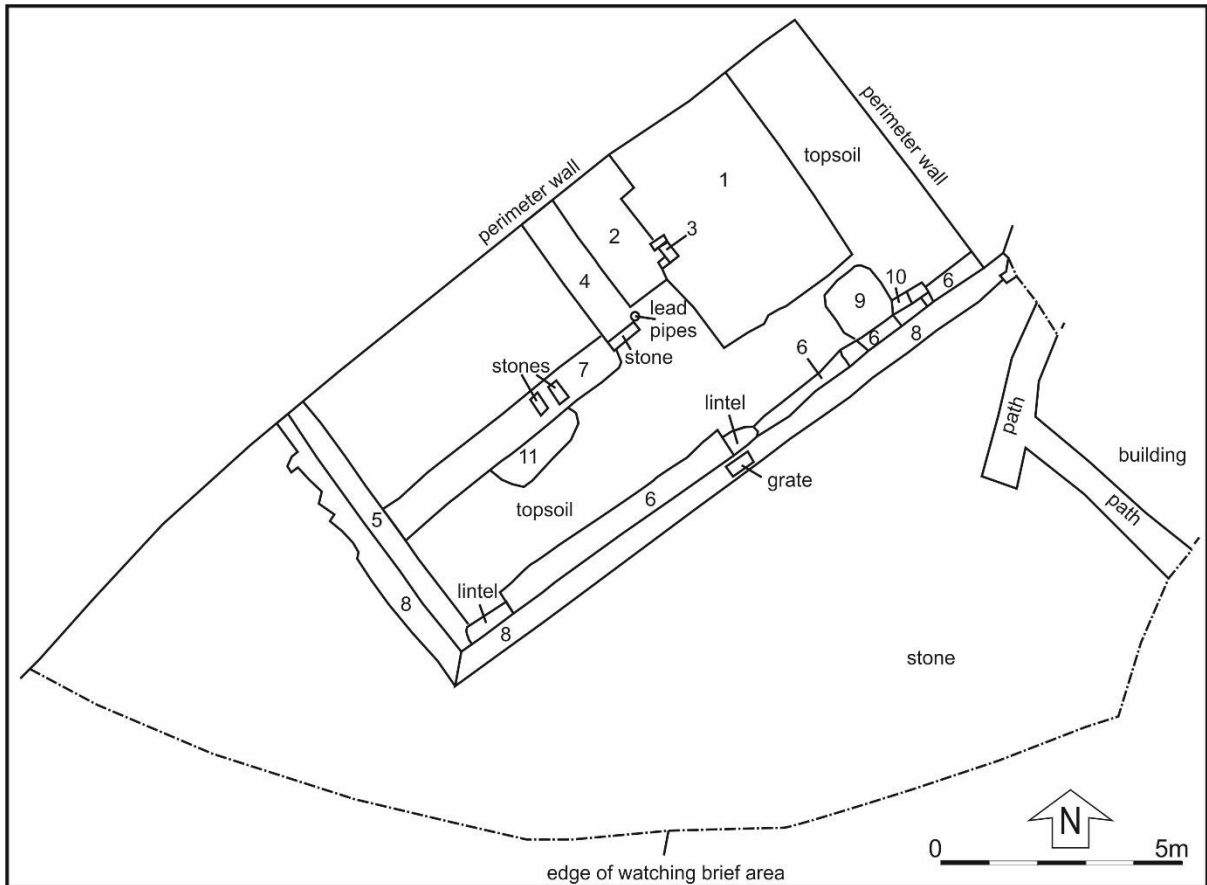 perimeter wall
topsoil
1
perimeter wall
2
3
4
10
6
9
lead
pipes
8
6
stone
6
stones
7
lintel
path
11
building
grate
topsoil
6
path
5
lintel
8
8
stone
N
0
5m
edge of watching brief area